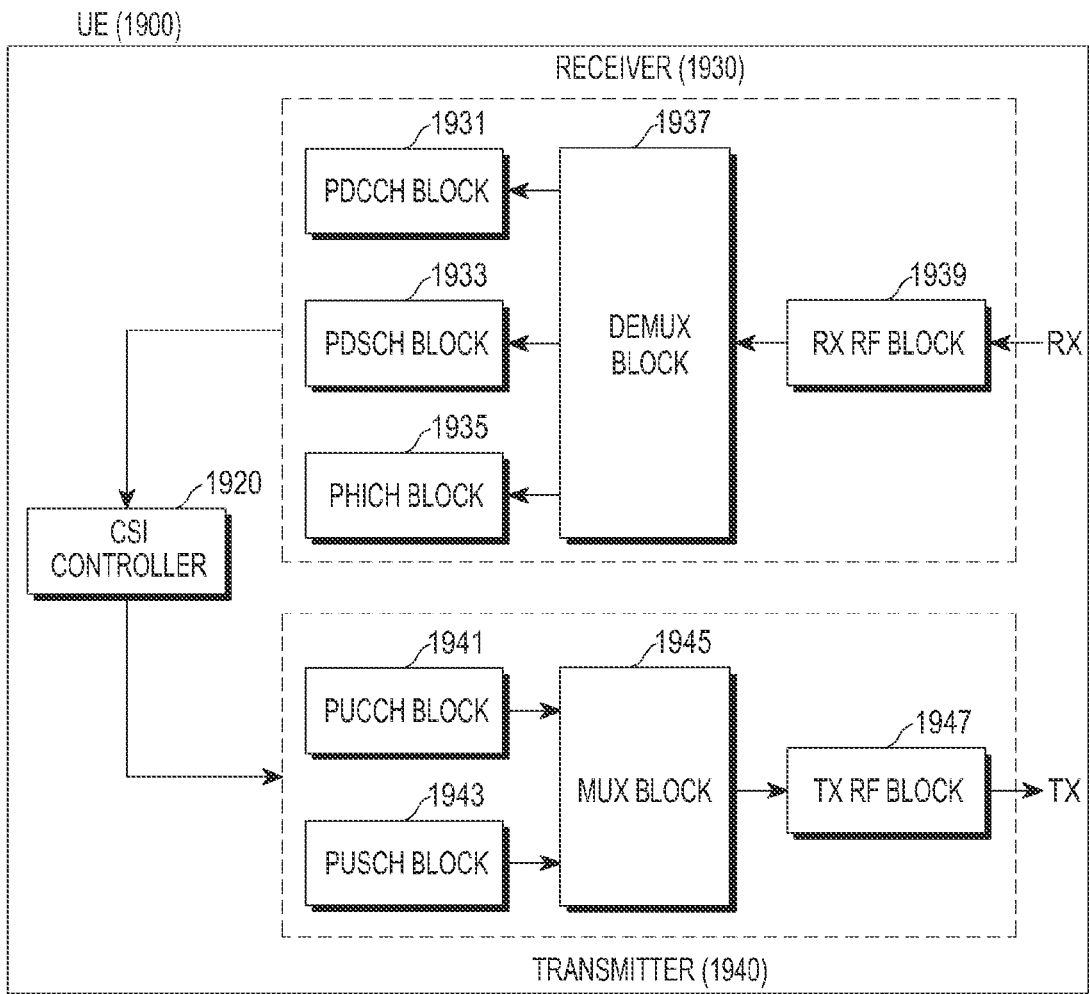 UE (1900)
RECEIVER (1930)
1931
1937
PDCCH BLOCK
1933
1939
PDSCH BLOCK
DEMUX
BLOCK
RX RF BLOCK
RX
1935
PHICH BLOCK
1920
CSI
CONTROLLER
1941
1945
PUCCH BLOCK
1947
MUX BLOCK
TX RF BLOCK
TX
1943
PUSCH BLOCK
TRANSMITTER (1940)